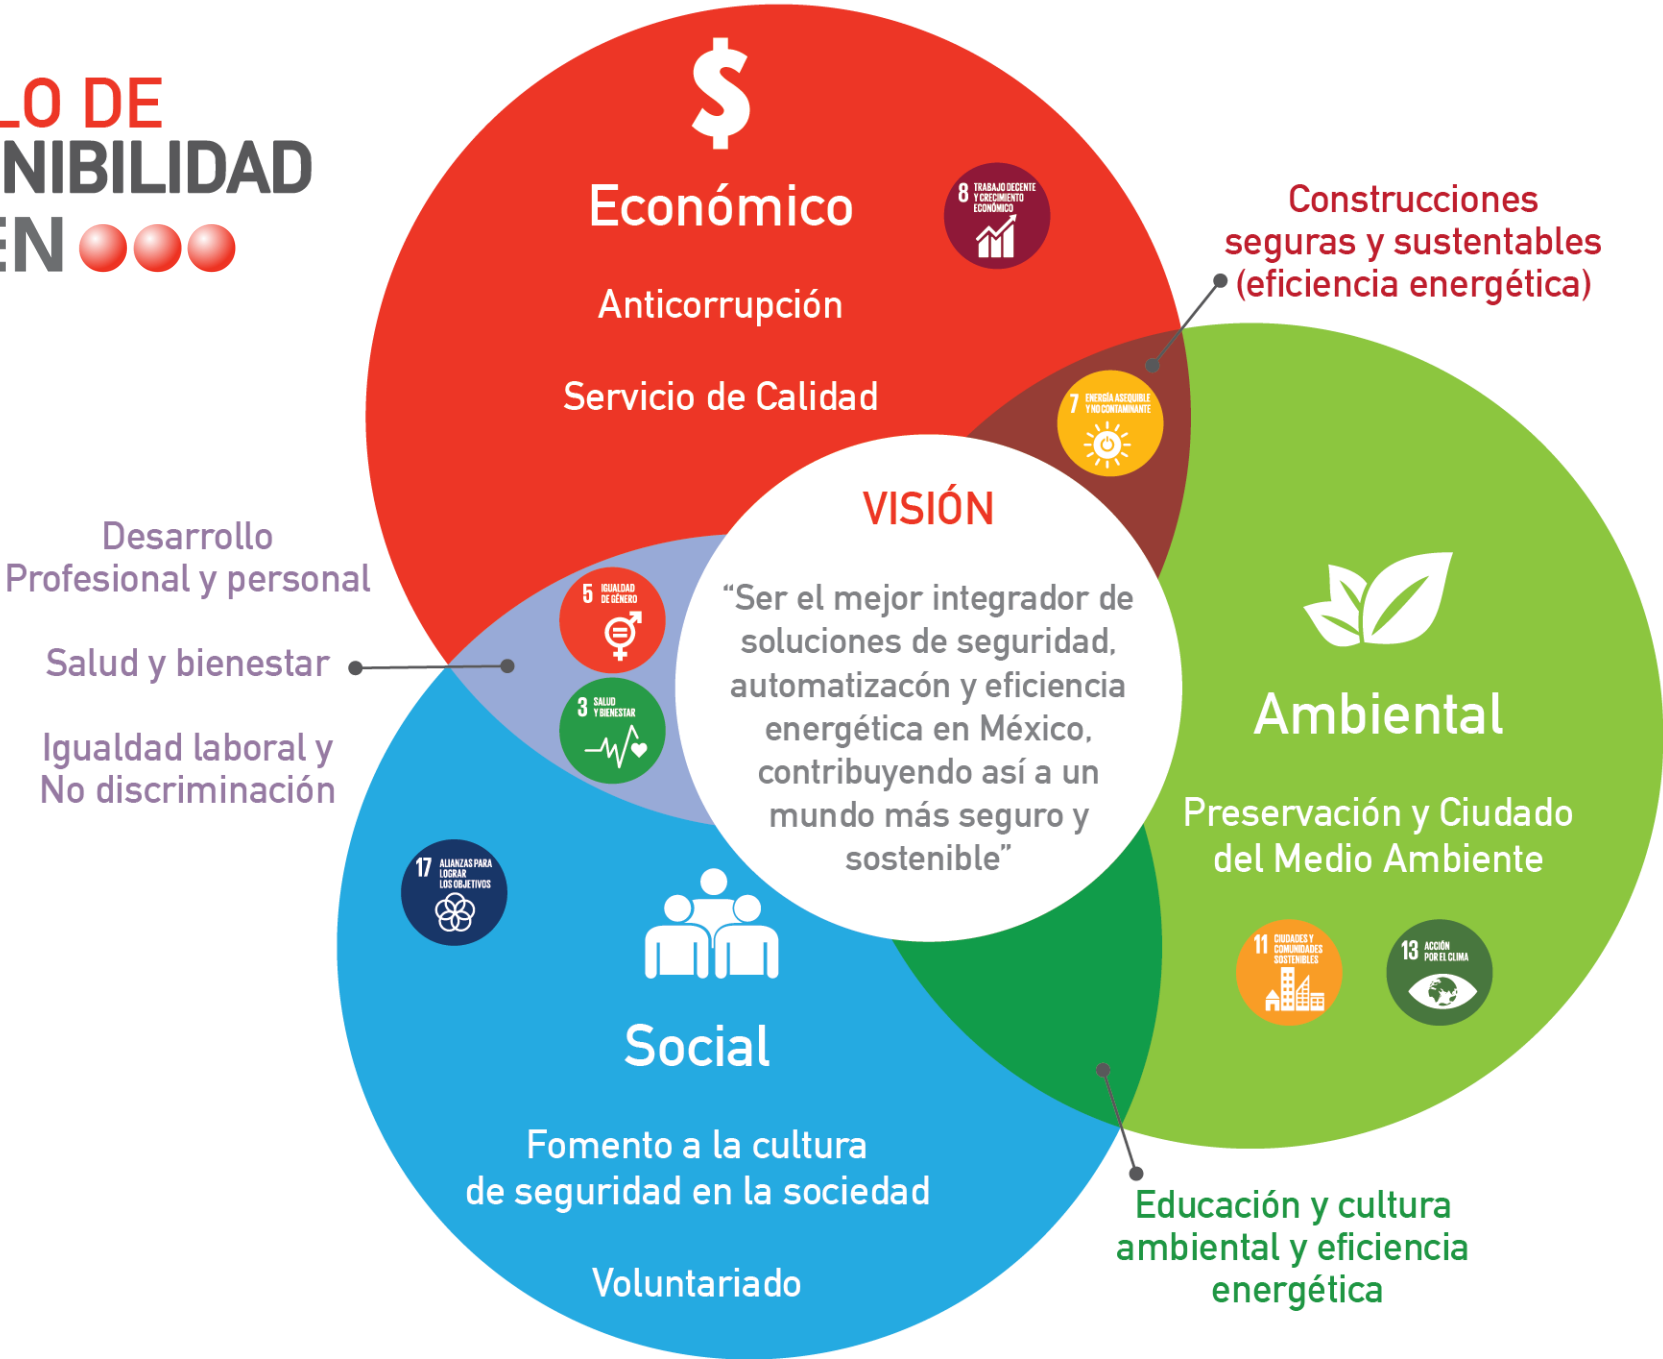 LO DE
NIBILIDAD
EN
$
Económico
Anticorrupción
Servicio de Calidad
8 TRABAJO DECENTE
Y CRECIMIENTO
ECONÓMICO
Construcciones
seguras y sustentables
(eficiencia energética)
7 ENERGÍA ASEQUIBLE
Y NO CONTAMINANTE
Desarrollo
Profesional y personal
Salud y bienestar
Igualdad laboral y
No discriminación
5 IGUALDAD
DE GÉNERO
3 SALUD
Y BIENESTAR
VISIÓN
“Ser el mejor integrador de
soluciones de seguridad,
automatizacón y eficiencia
energética en México,
contribuyendo así a un
mundo más seguro y
sostenible”
Ambiental
Preservación y Ciudado
del Medio Ambiente
11 CIUDADES Y
COMUNIDADES
SOSTENIBLES
13 ACCIÓN
POR EL CLIMA
17 ALIANZAS PARA
LOGRAR
LOS OBJETIVOS
Social
Fomento a la cultura
de seguridad en la sociedad
Voluntariado
Educación y cultura
ambiental y eficiencia
energética